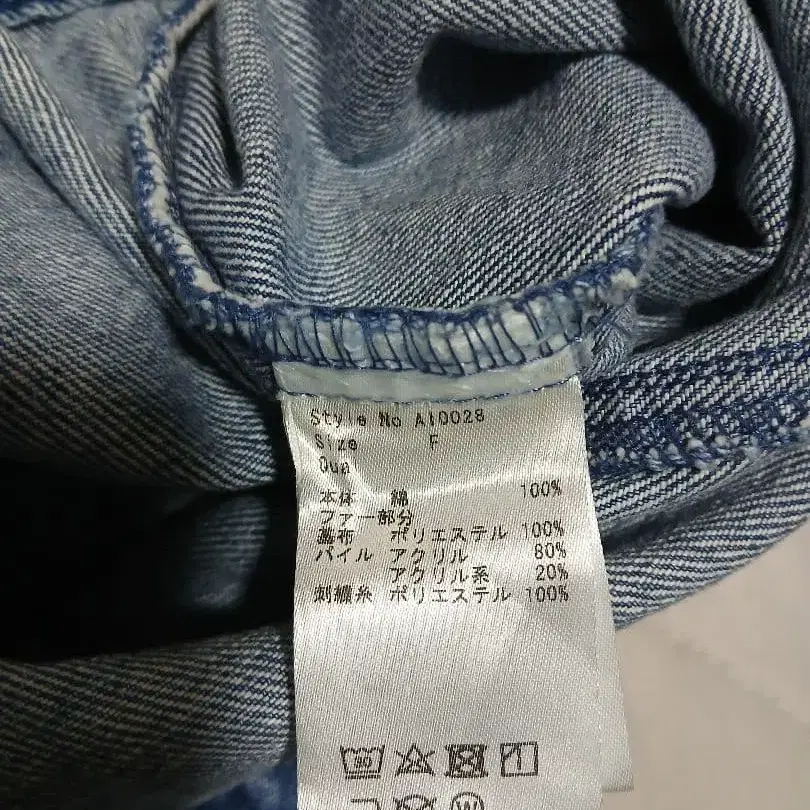 Style No A10028
Size F
Qua
本体 綿 100%
ファー部分
基布 ポリエステル 100%
パイル アクリル 80%
アクリル系 20%
刺繍糸 ポリエステル 100%
W